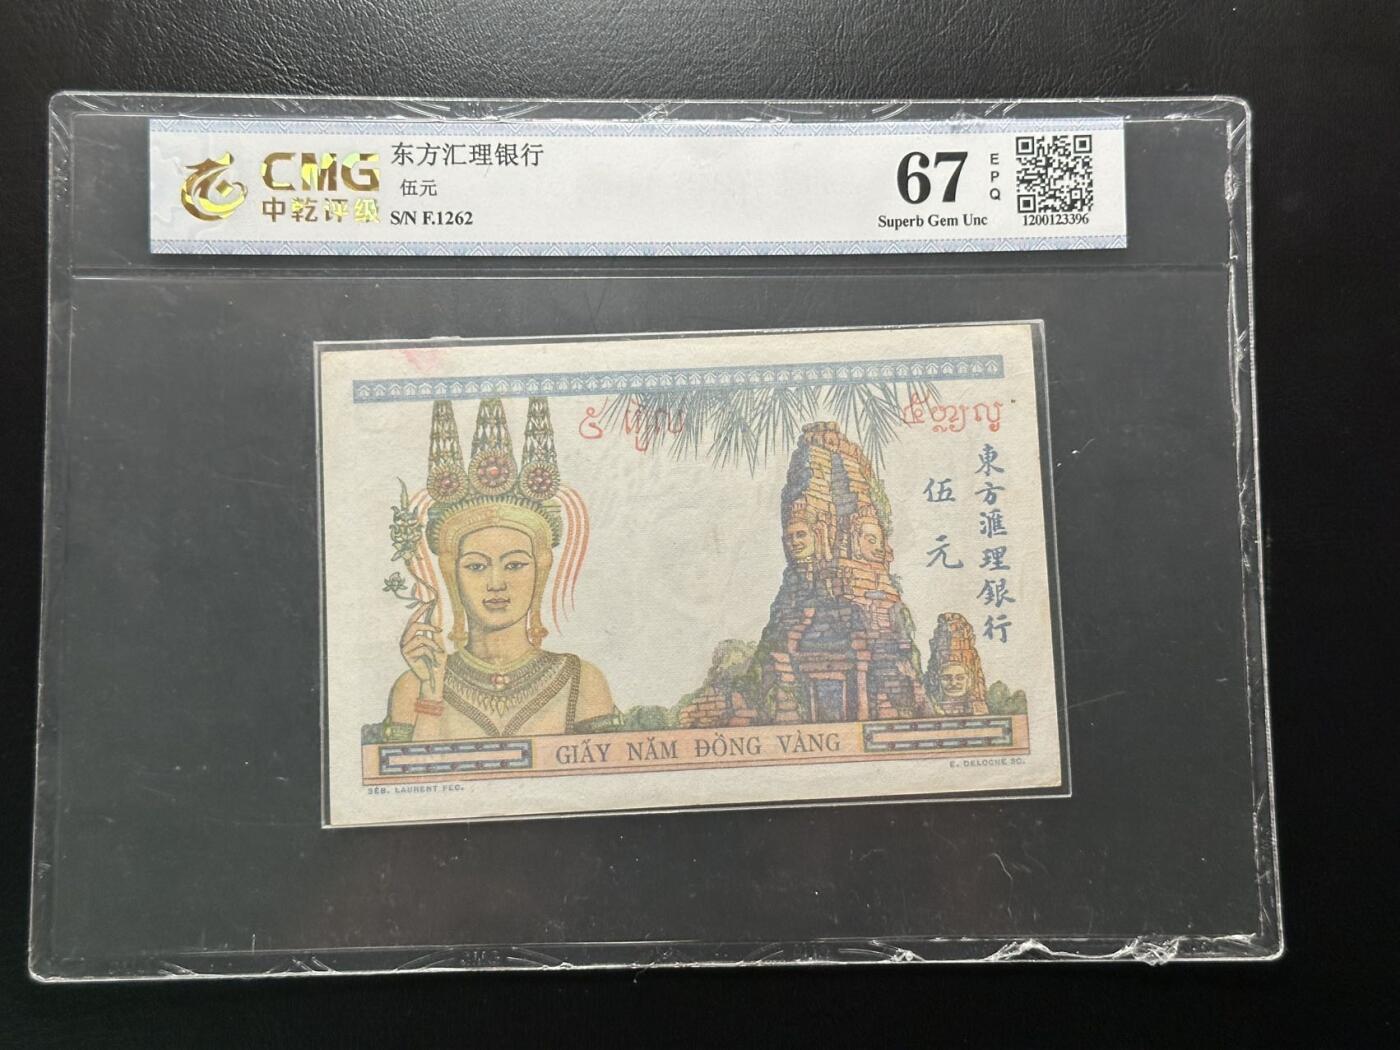 CMG
中乾评级
东方汇理银行
伍元
S/N F.1262
67
EPQ
Superb Gem Unc
1200123396
東方滙理銀行
伍元
GIẤY NĂM ĐỒNG VÀNG
SÉB. LAURENT FEC.
E. DELOCHE SC.